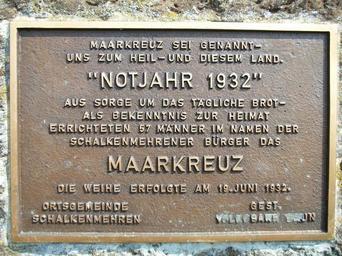 MAARKREUZ SEI GENANNT-
UNS ZUM HEIL- UND DIESEM LAND.
"NOTJAHR 1932"
AUS SORGE UM DAS TÄGLICHE BROT-
ALS BEKENNTNIS ZUR HEIMAT
ERRICHTETEN 57 MÄNNER IM NAMEN DER
SCHALKENMEHRENER BÜRGER DAS
MAARKREUZ
DIE WEIHE ERFOLGTE AM 19.JUNI 1932.
ORTSGEMEINDE GEST.
SCHALKENMEHREN VOLKSBANK